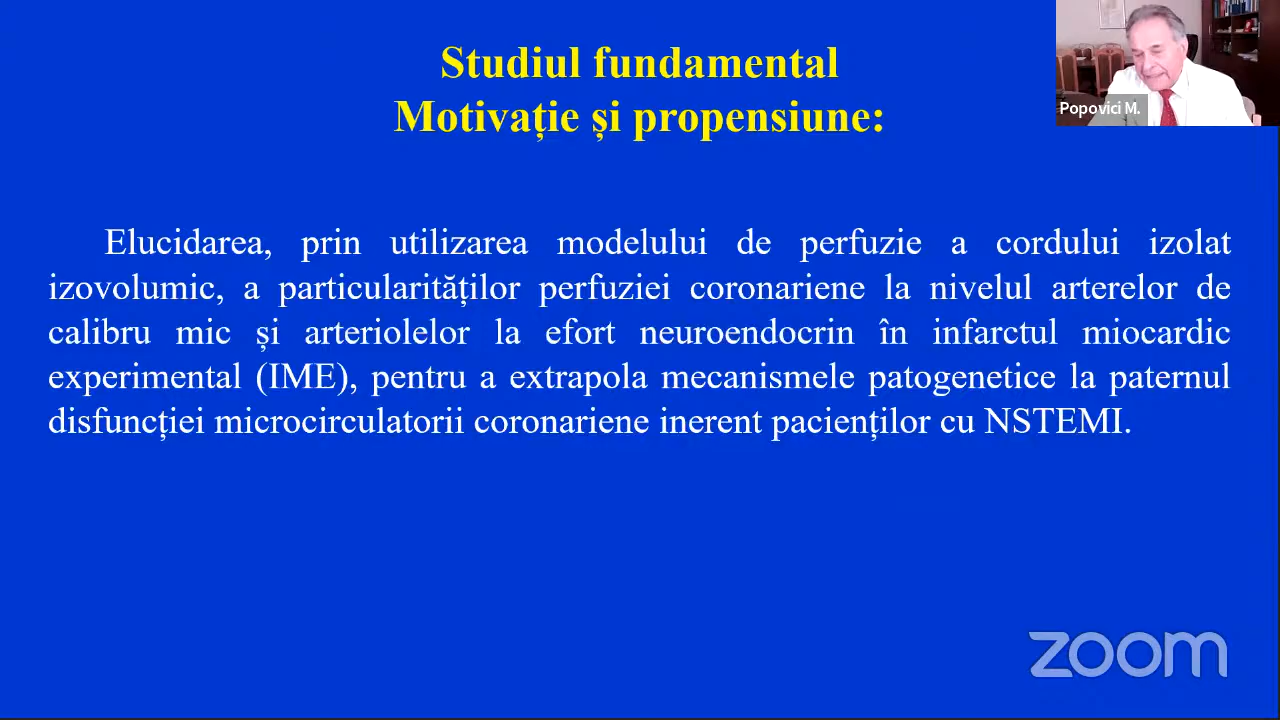 Studiul fundamental
Motivație și propensiune:
Popovici M.
Elucidarea, prin utilizarea modelului de perfuzie a cordului izolat
izovolumic, a particularităților perfuziei coronariene la nivelul arterelor de
calibru mic și arteriolelor la efort neuroendocrin în infarctul miocardic
experimental (IME), pentru a extrapola mecanismele patogenetice la paternul
disfuncției microcirculatorii coronariene inerent pacienților cu NSTEMI.
zoom